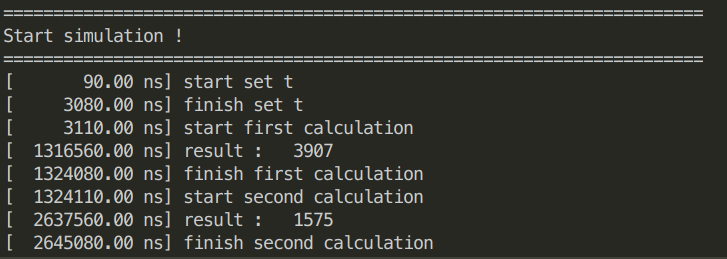 ======================================================================
Start simulation !
======================================================================
[       90.00 ns] start set t
[     3080.00 ns] finish set t
[     3110.00 ns] start first calculation
[  1316560.00 ns] result :   3907
[  1324080.00 ns] finish first calculation
[  1324110.00 ns] start second calculation
[  2637560.00 ns] result :   1575
[  2645080.00 ns] finish second calculation